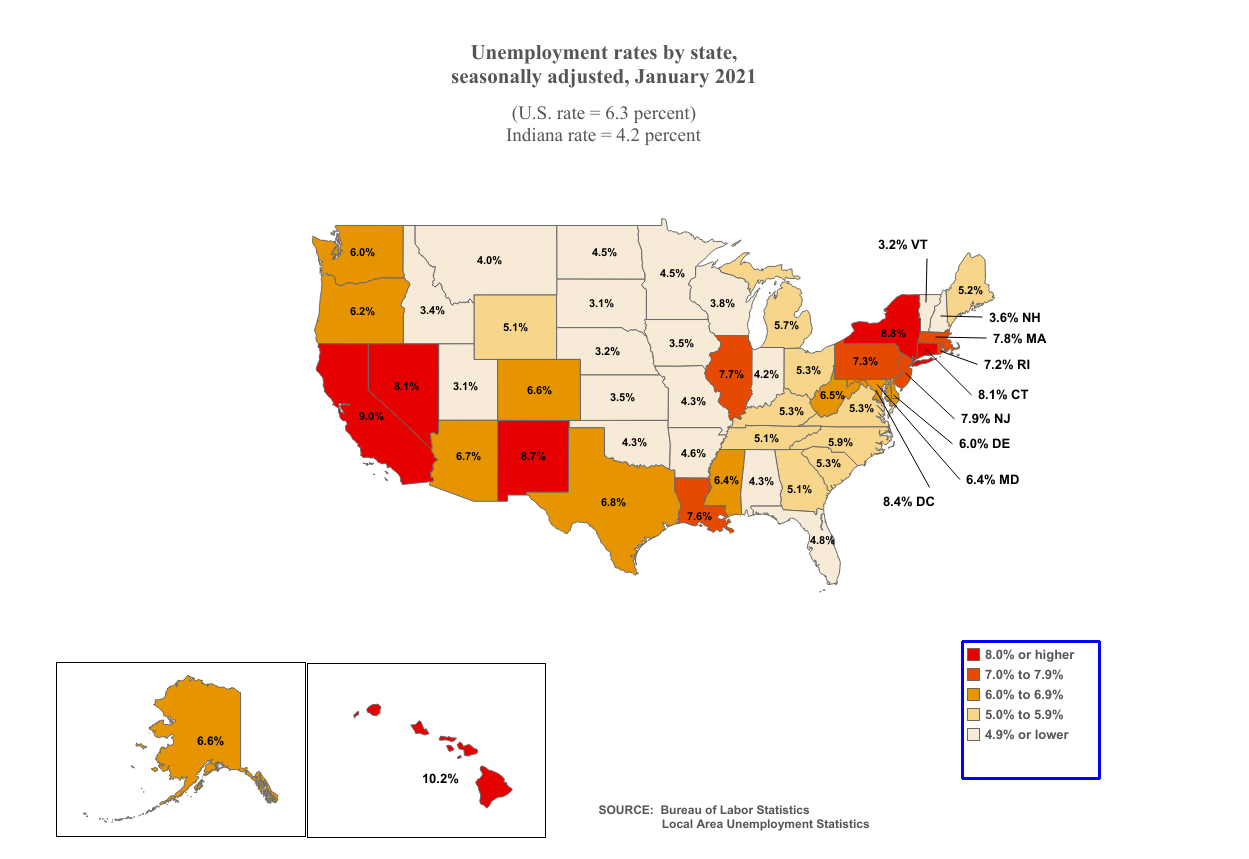 Unemployment rates by state,
seasonally adjusted, January 2021
(U.S. rate = 6.3 percent)
Indiana rate = 4.2 percent
3.2% VT
6.0%
4.0%
4.5%
4.5%
5.2%
3.4%
3.1%
3.8%
6.2%
5.1%
5.7%
8.8%
3.6% NH
7.8% MA
3.2%
3.5%
7.3%
7.2% RI
8.1%
3.1%
6.6%
7.7%
4.2%
5.3%
8.1% CT
9.0%
3.5%
4.3%
5.3%
6.5%
5.3%
7.9% NJ
6.7%
8.7%
4.3%
4.6%
5.1%
5.9%
6.0% DE
5.3%
6.4%
4.3%
5.1%
6.4% MD
6.8%
7.6%
8.4% DC
4.8%
8.0% or higher
7.0% to 7.9%
6.0% to 6.9%
5.0% to 5.9%
4.9% or lower
6.6%
10.2%
SOURCE: Bureau of Labor Statistics
Local Area Unemployment Statistics